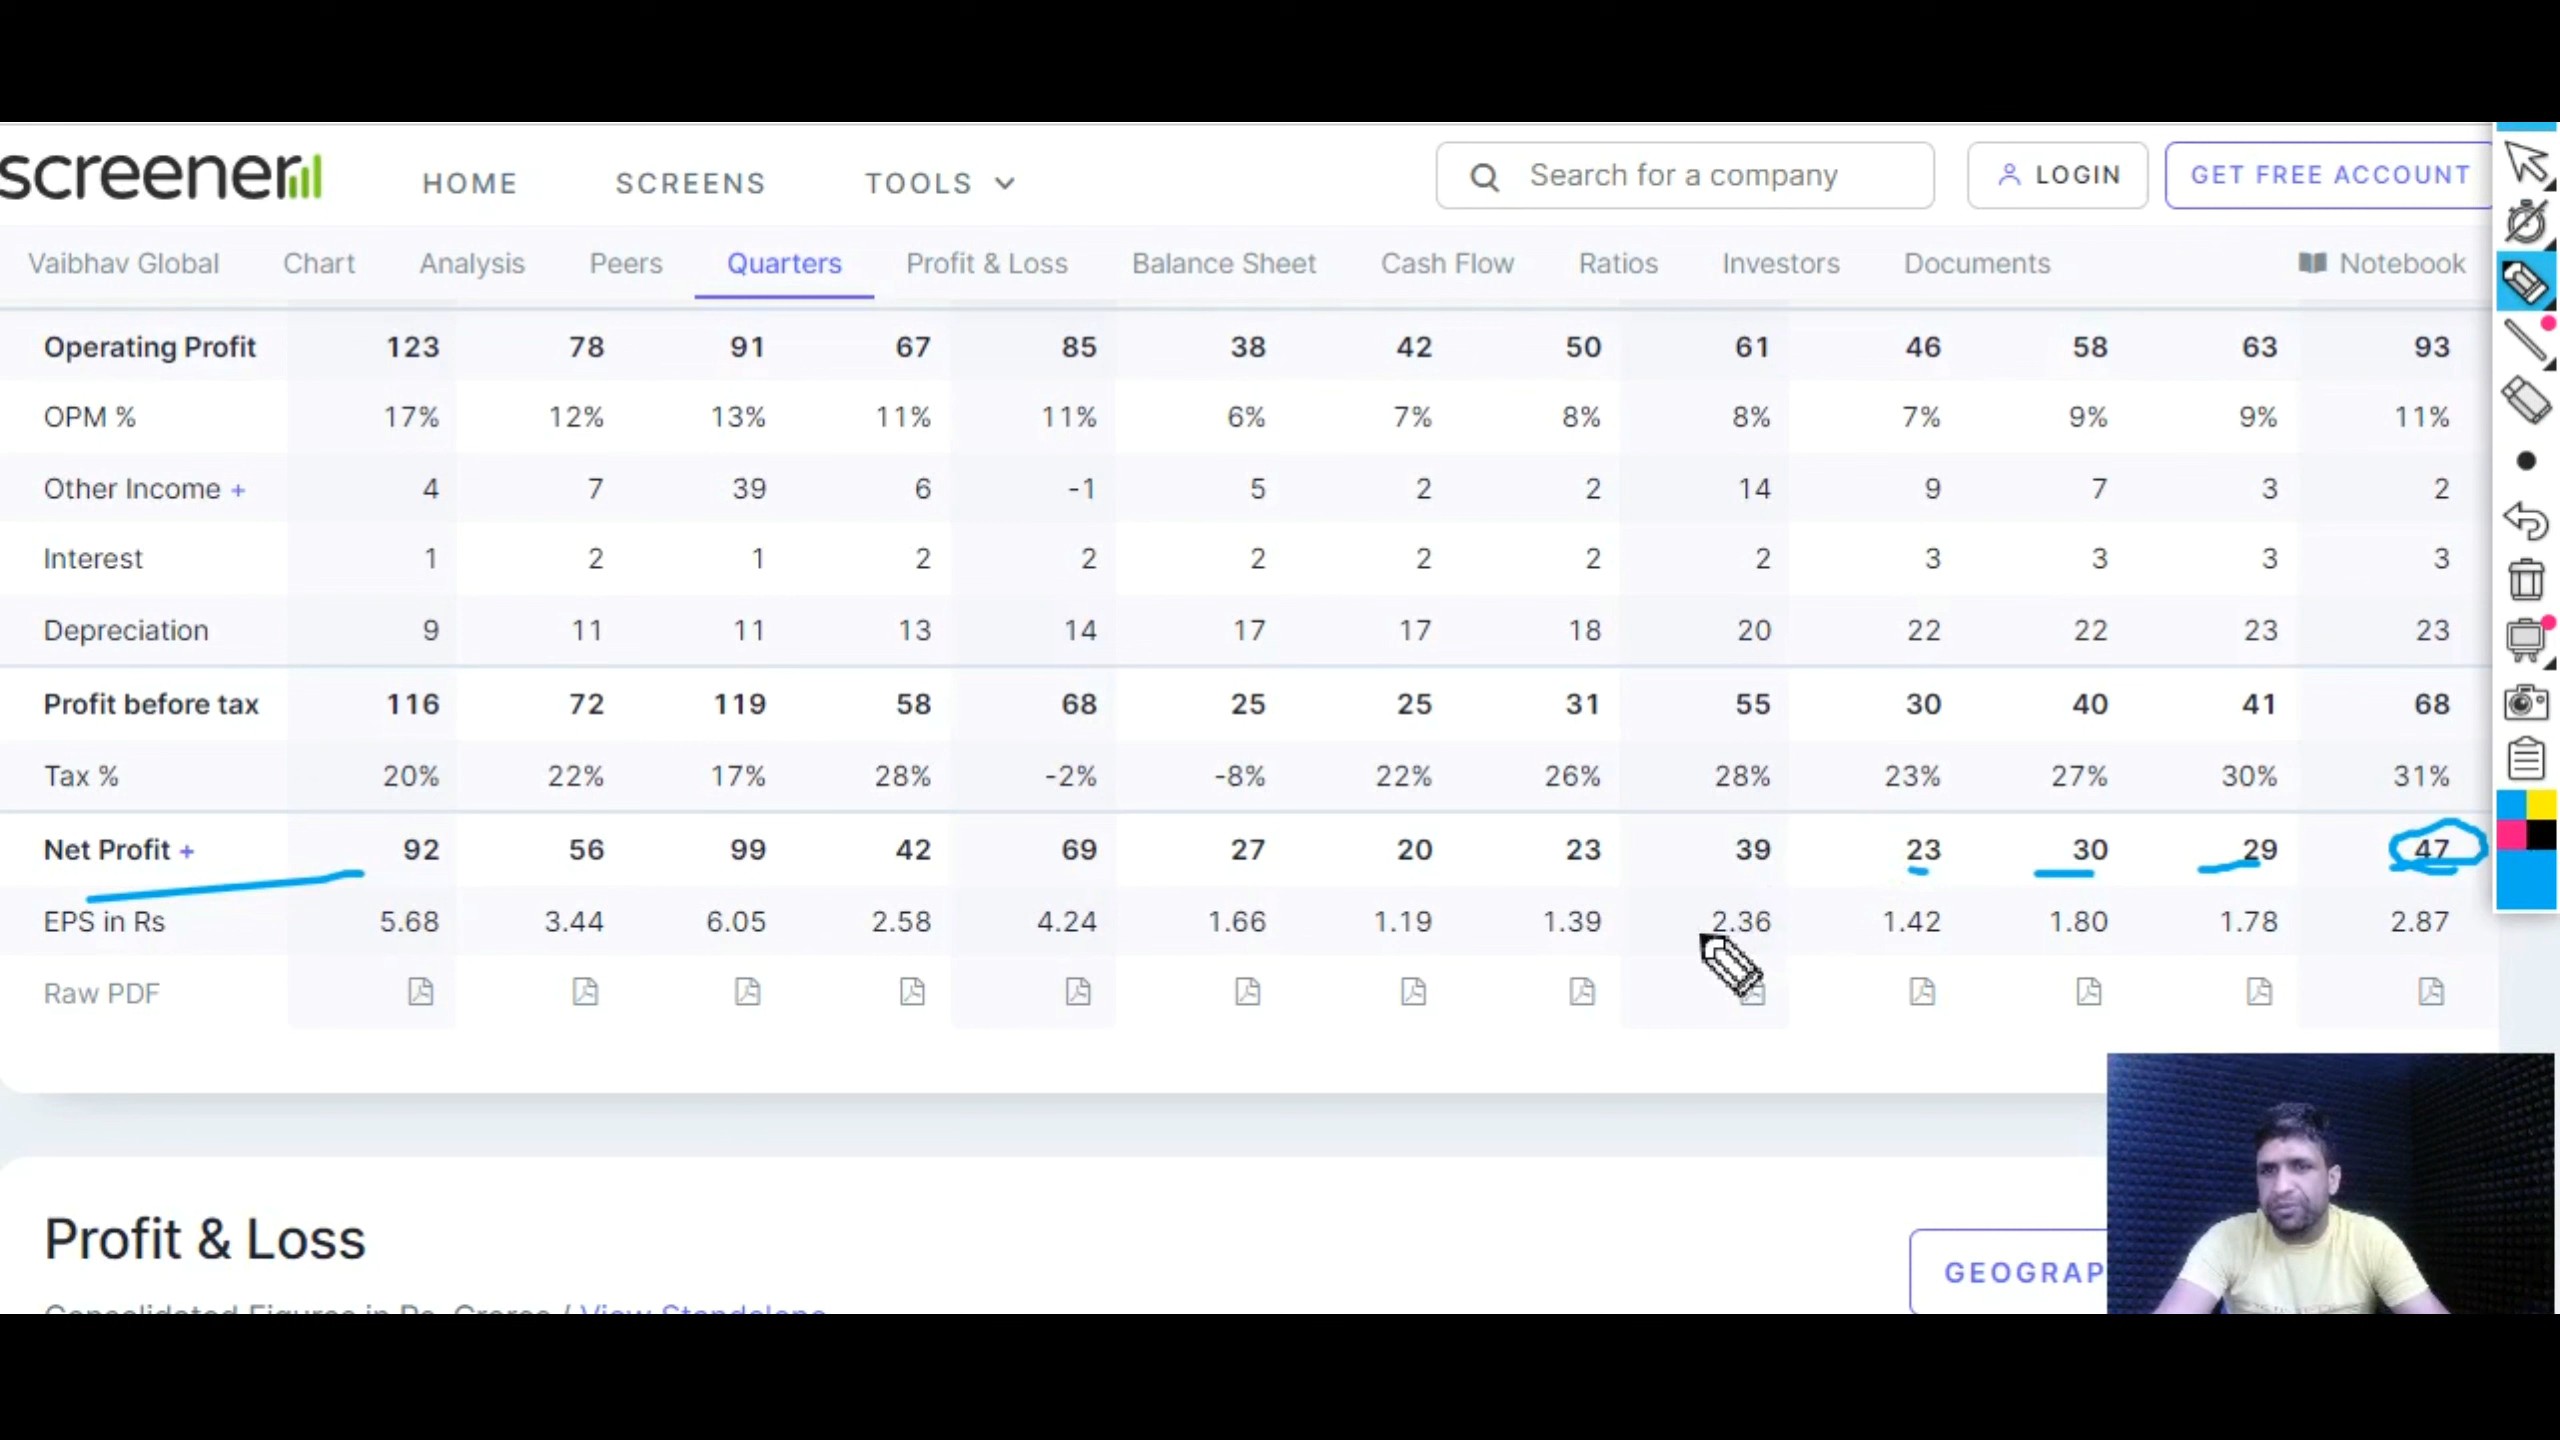 screener
HOME SCREENS TOOLS
Search for a company
LOGIN
GET FREE ACCOUNT
Vaibhav Global Chart Analysis Peers Quarters Profit & Loss Balance Sheet Cash Flow Ratios Investors Documents Notebook
Operating Profit 123 78 91 67 85 38 42 50 61 46 58 63 93
OPM % 17% 12% 13% 11% 11% 6% 7% 8% 8% 7% 9% 9% 11%
Other Income + 4 7 39 6 -1 5 2 2 14 9 7 3 2
Interest 1 2 1 2 2 2 2 2 2 3 3 3 3
Depreciation 9 11 11 13 14 17 17 18 20 22 22 23 23
Profit before tax 116 72 119 58 68 25 25 31 55 30 40 41 68
Tax % 20% 22% 17% 28% -2% -8% 22% 26% 28% 23% 27% 30% 31%
Net Profit + 92 56 99 42 69 27 20 23 39 23 30 29 47
EPS in Rs 5.68 3.44 6.05 2.58 4.24 1.66 1.19 1.39 2.36 1.42 1.80 1.78 2.87
Raw PDF
Profit & Loss
GEOGRAP
Consolidated Figures in Rs. Crores / View Standalone